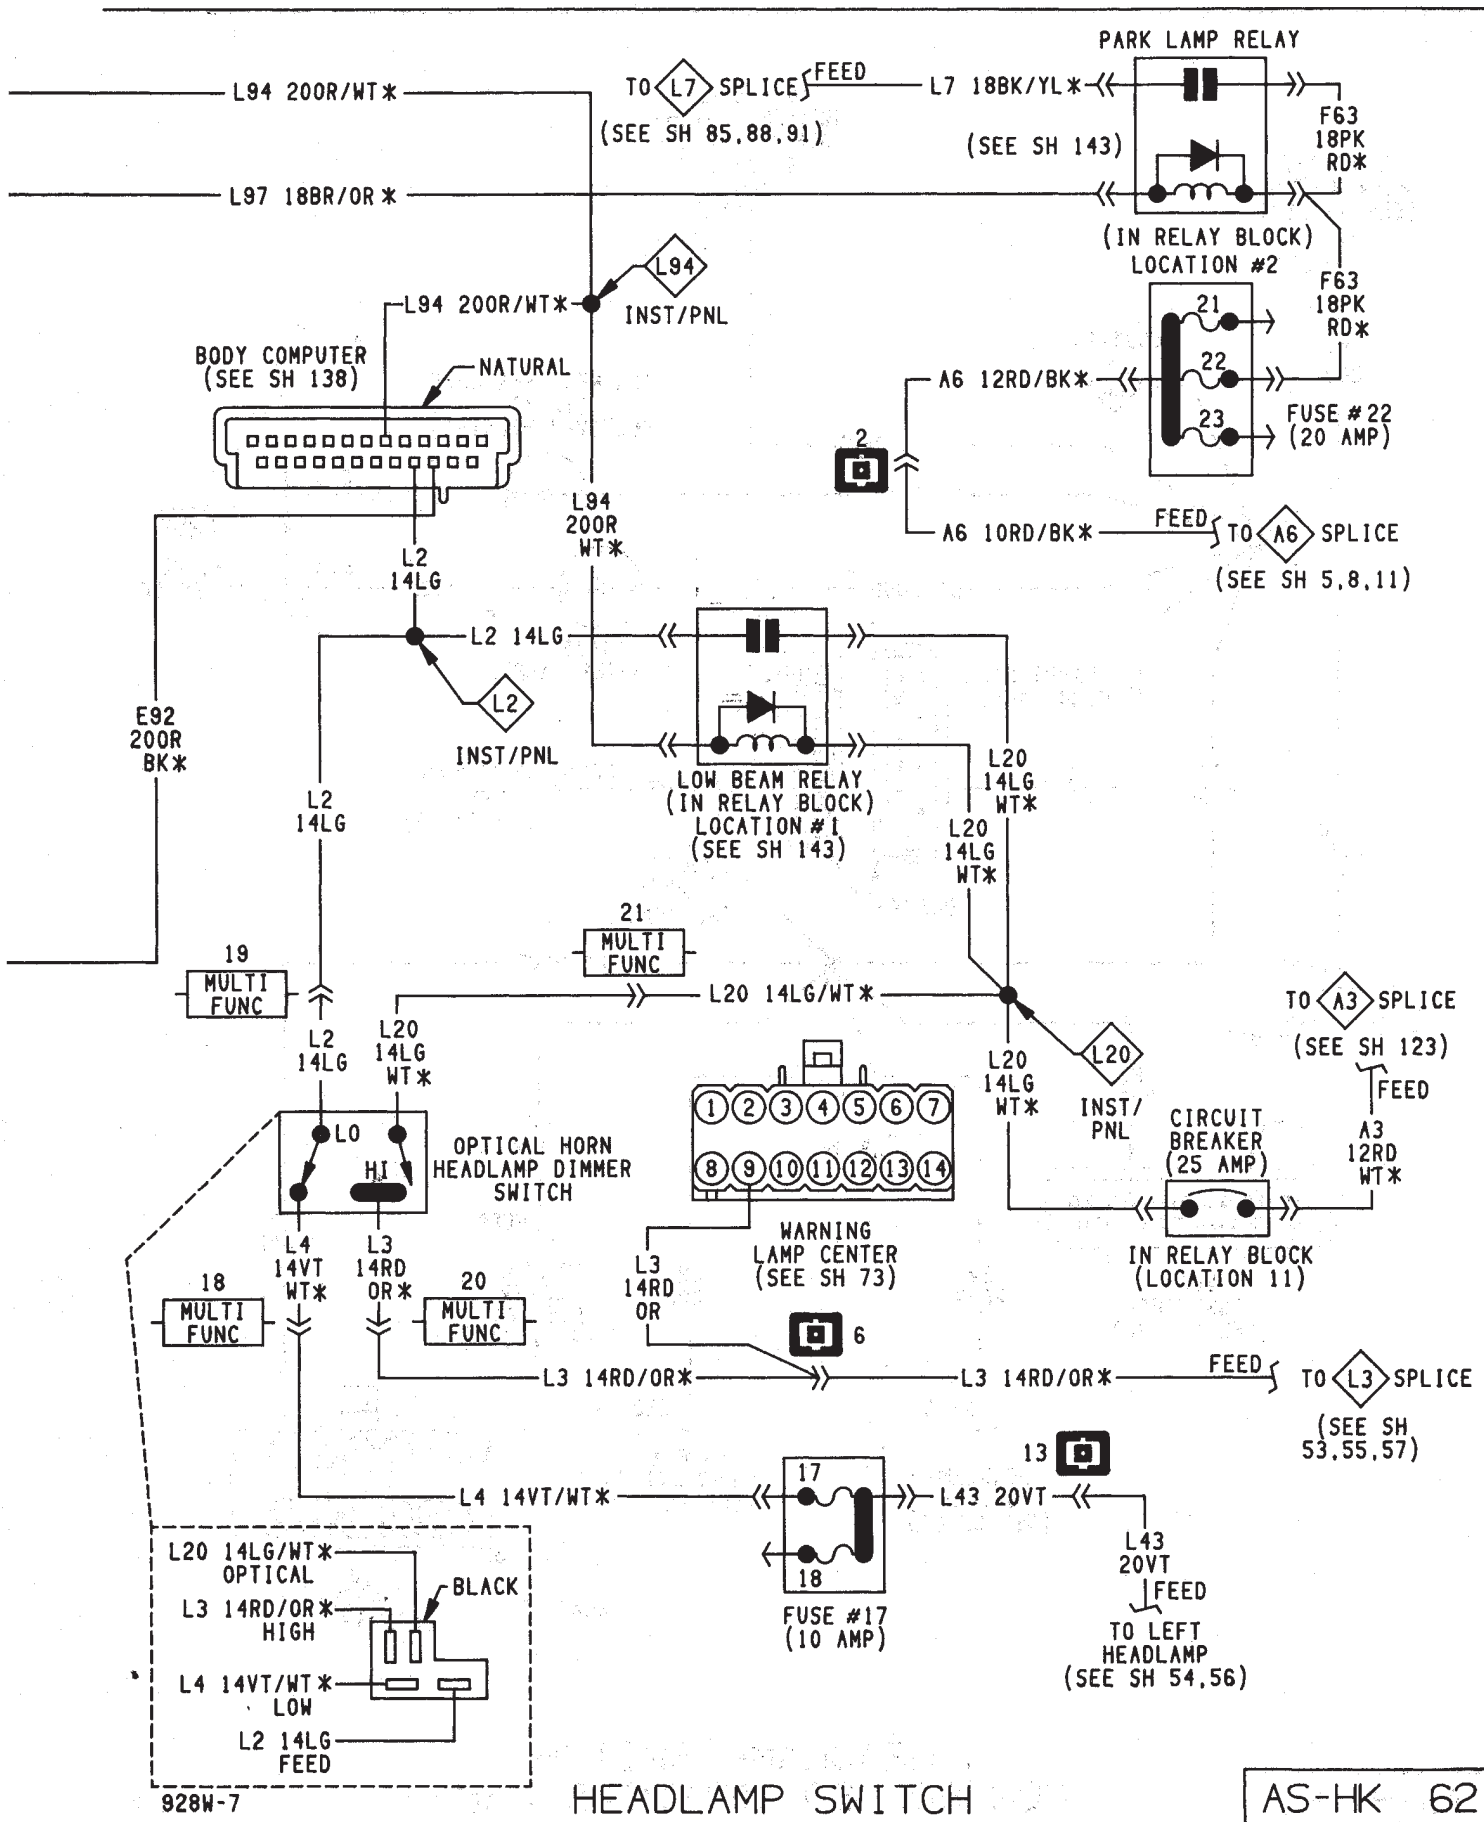 PARK LAMP RELAY
L94 20OR/WT*
TO L7 SPLICE
FEED
L7 18BK/YL*
(SEE SH 85,88,91)
(SEE SH 143)
F63
18PK
RD*
L97 18BR/OR*
(IN RELAY BLOCK)
LOCATION #2
L94
INST/PNL
L94 20OR/WT*
F63
18PK
RD*
21
22
23
BODY COMPUTER
(SEE SH 138)
NATURAL
A6 12RD/BK*
FUSE #22
(20 AMP)
2
L94
20OR
WT*
A6 10RD/BK*
FEED
TO A6 SPLICE
(SEE SH 5,8,11)
L2
14LG
L2 14LG
L2
INST/PNL
E92
20OR
BK*
LOW BEAM RELAY
(IN RELAY BLOCK)
LOCATION #1
(SEE SH 143)
L20
14LG
WT*
L2
14LG
L20
14LG
WT*
21
MULTI
FUNC
19
MULTI
FUNC
L20 14LG/WT*
TO A3 SPLICE
(SEE SH 123)
FEED
L2
14LG
L20
14LG
WT*
L20
14LG
WT*
L20
INST/
PNL
1 2 3 4 5 6 7
8 9 10 11 12 13 14
CIRCUIT
BREAKER
(25 AMP)
A3
12RD
WT*
LO
HI
OPTICAL HORN
HEADLAMP DIMMER
SWITCH
WARNING
LAMP CENTER
(SEE SH 73)
IN RELAY BLOCK
(LOCATION 11)
L4
14VT
WT*
L3
14RD
OR*
L3
14RD
OR
18
MULTI
FUNC
20
MULTI
FUNC
6
L3 14RD/OR*
L3 14RD/OR*
FEED
TO L3 SPLICE
(SEE SH
53,55,57)
13
17
L4 14VT/WT*
L43 20VT
18
FUSE #17
(10 AMP)
L43
20VT
FEED
TO LEFT
HEADLAMP
(SEE SH 54,56)
L20 14LG/WT*
OPTICAL
BLACK
L3 14RD/OR*
HIGH
L4 14VT/WT*
LOW
L2 14LG
FEED
928W-7
HEADLAMP SWITCH
AS-HK 62